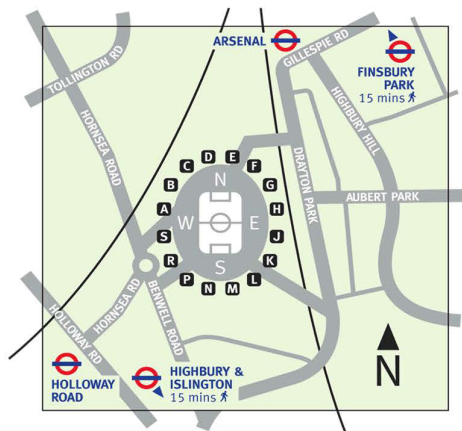 ARSENAL
GILLESPIE RD
FINSBURY
PARK
15 mins
TOLLINGTON RD
HORNSEA ROAD
HIGHBURY HILL
DRAYTON PARK
AUBERT PARK
A
B
C
D
E
F
G
H
J
K
L
M
N
P
R
S
N
W
E
S
HORNSEA RD
BENWELL ROAD
HOLLOWAY RD
HOLLOWAY
ROAD
HIGHBURY &
ISLINGTON
15 mins
N